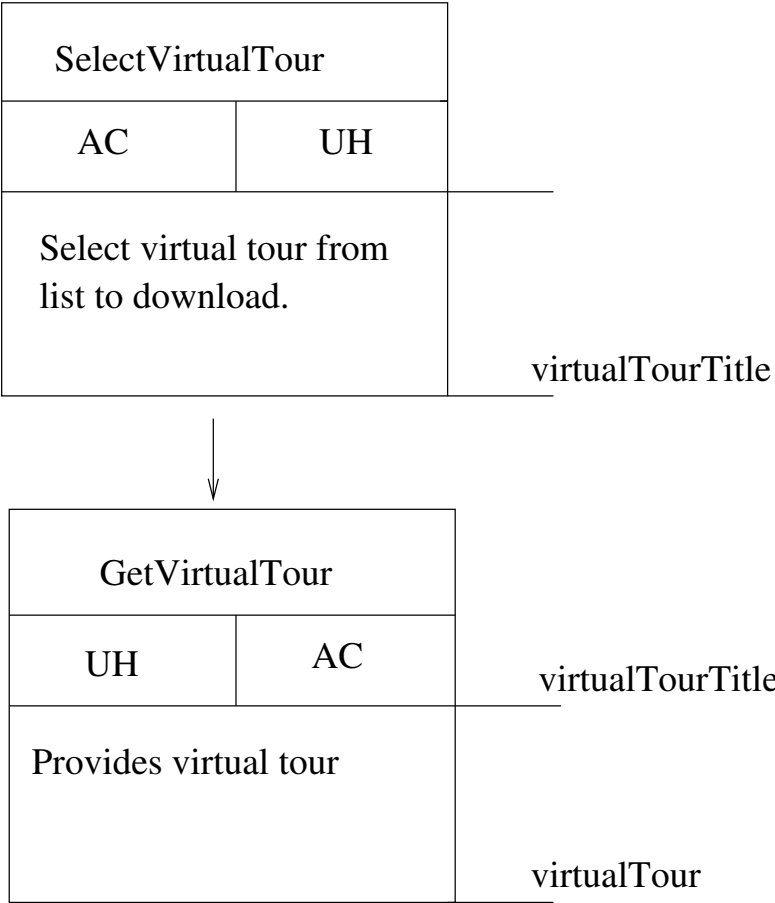 SelectVirtualTour
AC UH
Select virtual tour from
list to download.
virtualTourTitle
GetVirtualTour
UH AC
virtualTourTitle
Provides virtual tour
virtualTour